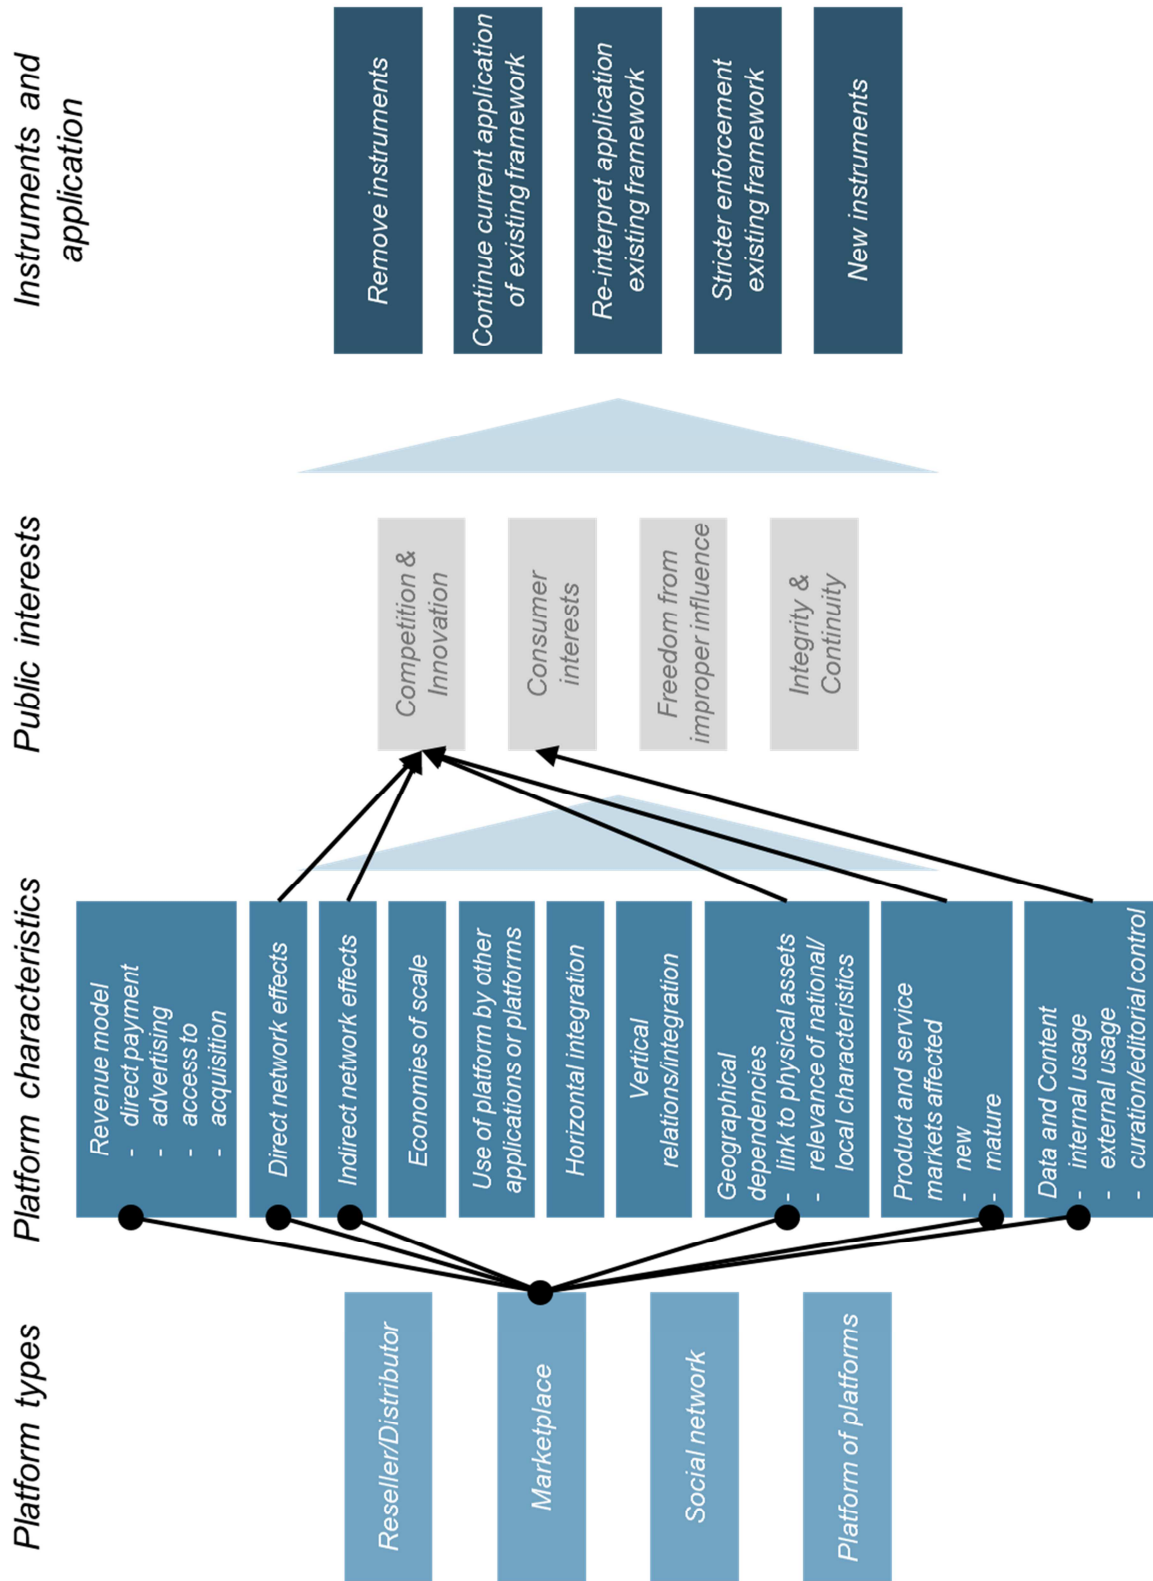 Platform types
Reseller/Distributor
Marketplace
Social network
Platform of platforms
Platform characteristics
Revenue model
- direct payment
- advertising
- access to
- acquisition
Direct network effects
Indirect network effects
Economies of scale
Use of platform by other
applications or platforms
Horizontal integration
Vertical
relations/integration
Geographical
dependencies
- link to physical assets
- relevance of national/
local characteristics
Product and service
markets affected
- new
- mature
Data and Content
- internal usage
- external usage
- curation/editorial control
Public interests
Competition &
Innovation
Consumer
interests
Freedom from
improper influence
Integrity &
Continuity
Instruments and
application
Remove instruments
Continue current application
of existing framework
Re-interpret application
existing framework
Stricter enforcement
existing framework
New instruments